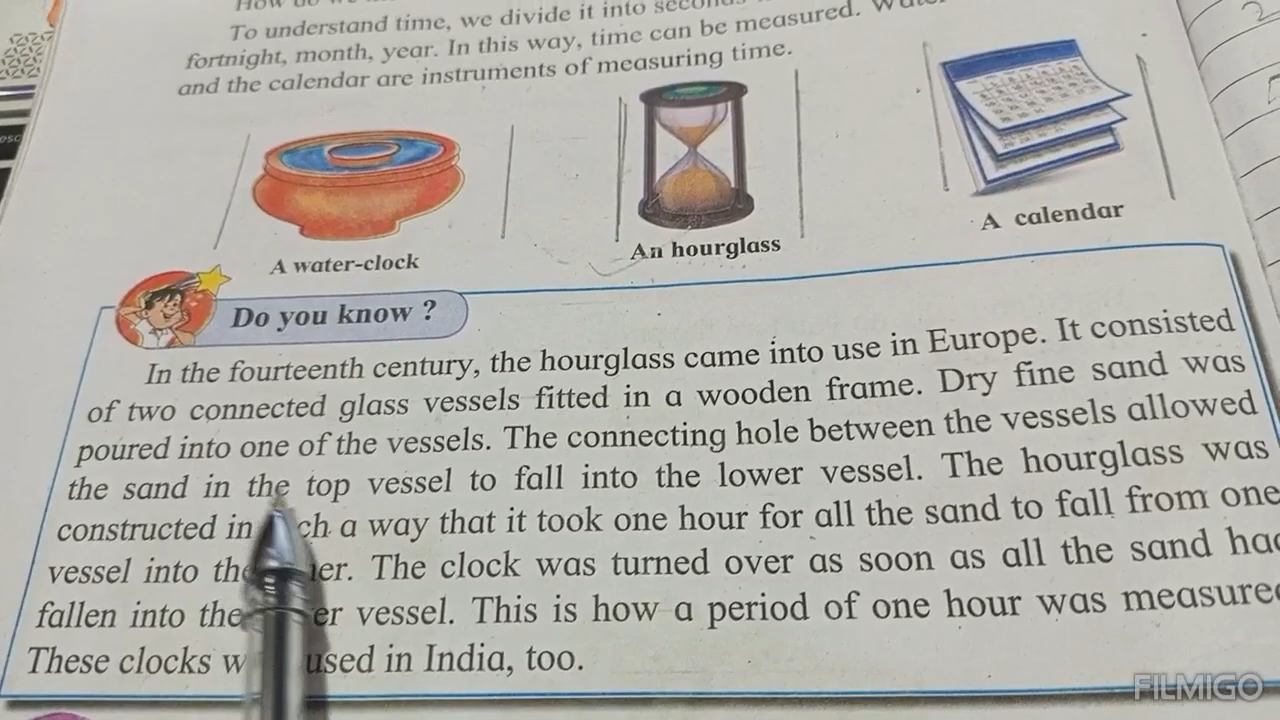 To understand time, we divide it into
fortnight, month, year. In this way, time can be measured.
and the calendar are instruments of measuring time.
A water-clock
An hourglass
A calendar
Do you know ?
In the fourteenth century, the hourglass came into use in Europe. It consisted
of two connected glass vessels fitted in a wooden frame. Dry fine sand was
poured into one of the vessels. The connecting hole between the vessels allowed
the sand in the top vessel to fall into the lower vessel. The hourglass was
constructed in a way that it took one hour for all the sand to fall from one
vessel into The clock was turned over as soon as all the sand
fallen into vessel. This is how a period of one hour was
These clocks used in India, too.
esc
FILMIGO